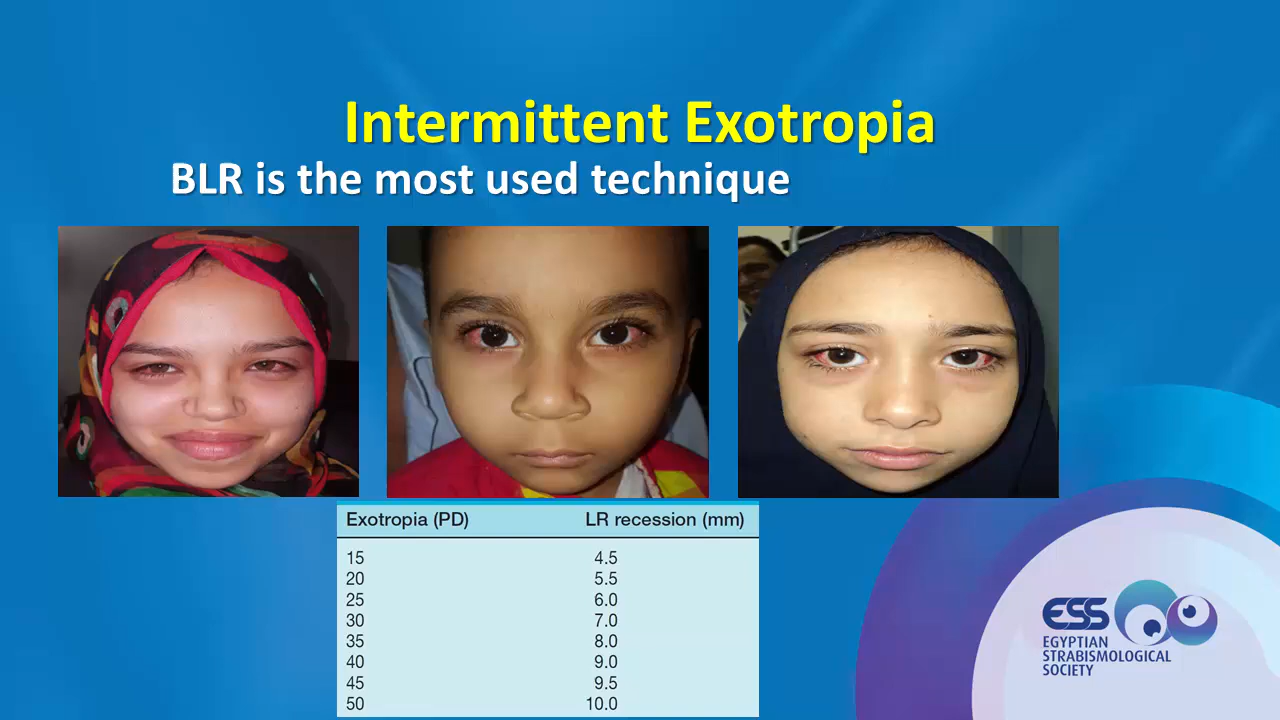 Intermittent Exotropia
BLR is the most used technique
Exotropia (PD) LR recession (mm)
15 4.5
20 5.5
25 6.0
30 7.0
35 8.0
40 9.0
45 9.5
50 10.0
ESS
EGYPTIAN
STRABISMOLOGICAL
SOCIETY